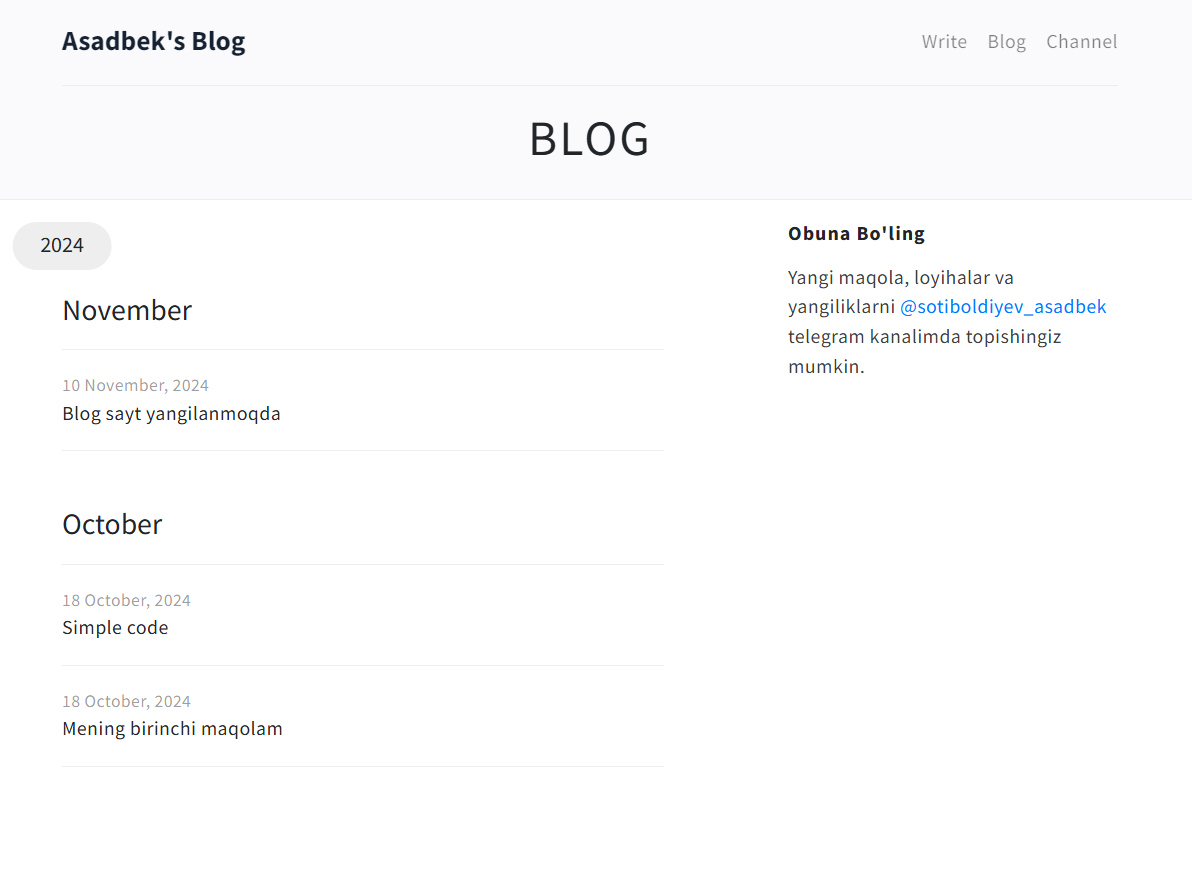 Asadbek's Blog
Write Blog Channel
BLOG
2024
November
10 November, 2024
Blog sayt yangilanmoqda
October
18 October, 2024
Simple code
18 October, 2024
Mening birinchi maqolam
Obuna Bo'ling
Yangi maqola, loyihalar va
yangiliklarni @sotiboldiyev_asadbek
telegram kanalimda topishingiz
mumkin.